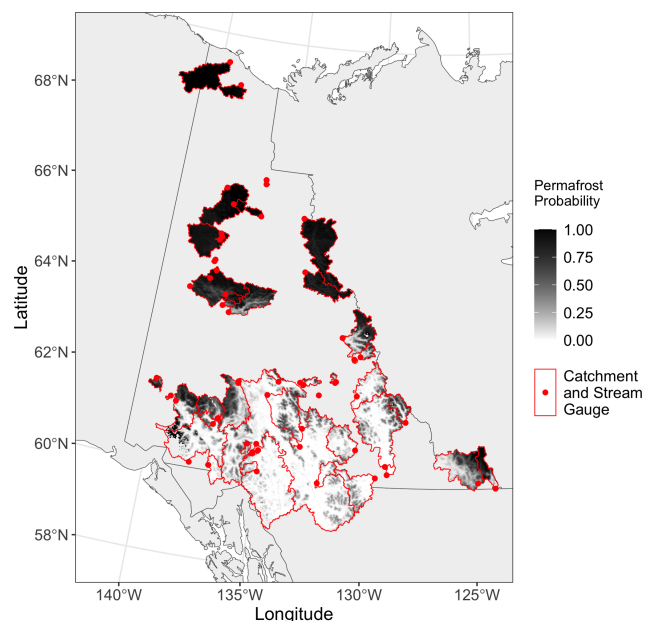 68°N
66°N
64°N
62°N
60°N
58°N
Latitude
140°W
135°W
130°W
125°W
Longitude
Permafrost
Probability
1.00
0.75
0.50
0.25
0.00
Catchment
and Stream
Gauge